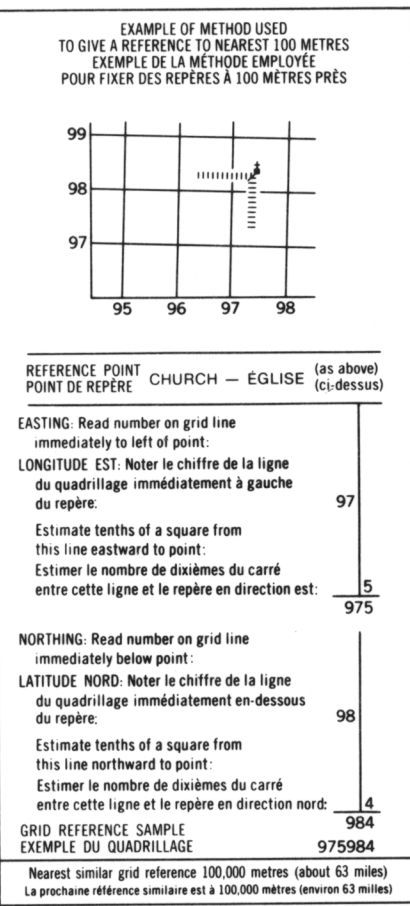 EXAMPLE OF METHOD USED
TO GIVE A REFERENCE TO NEAREST 100 METRES
EXEMPLE DE LA MÉTHODE EMPLOYÉE
POUR FIXER DES REPÈRES À 100 MÈTRES PRÈS
99
98
97
95 96 97 98
REFERENCE POINT
POINT DE REPÈRE
CHURCH — ÉGLISE
(as above)
(ci-dessus)
EASTING: Read number on grid line
immediately to left of point:
LONGITUDE EST: Noter le chiffre de la ligne
du quadrillage immédiatement à gauche
du repère: 97
Estimate tenths of a square from
this line eastward to point:
Estimer le nombre de dixièmes du carré
entre cette ligne et le repère en direction est: 5
975
NORTHING: Read number on grid line
immediately below point:
LATITUDE NORD: Noter le chiffre de la ligne
du quadrillage immédiatement en-dessous
du repère: 98
Estimate tenths of a square from
this line northward to point:
Estimer le nombre de dixièmes du carré
entre cette ligne et le repère en direction nord: 4
984
GRID REFERENCE SAMPLE
EXEMPLE DU QUADRILLAGE 975984
Nearest similar grid reference 100,000 metres (about 63 miles)
La prochaine référence similaire est à 100,000 mètres (environ 63 milles)